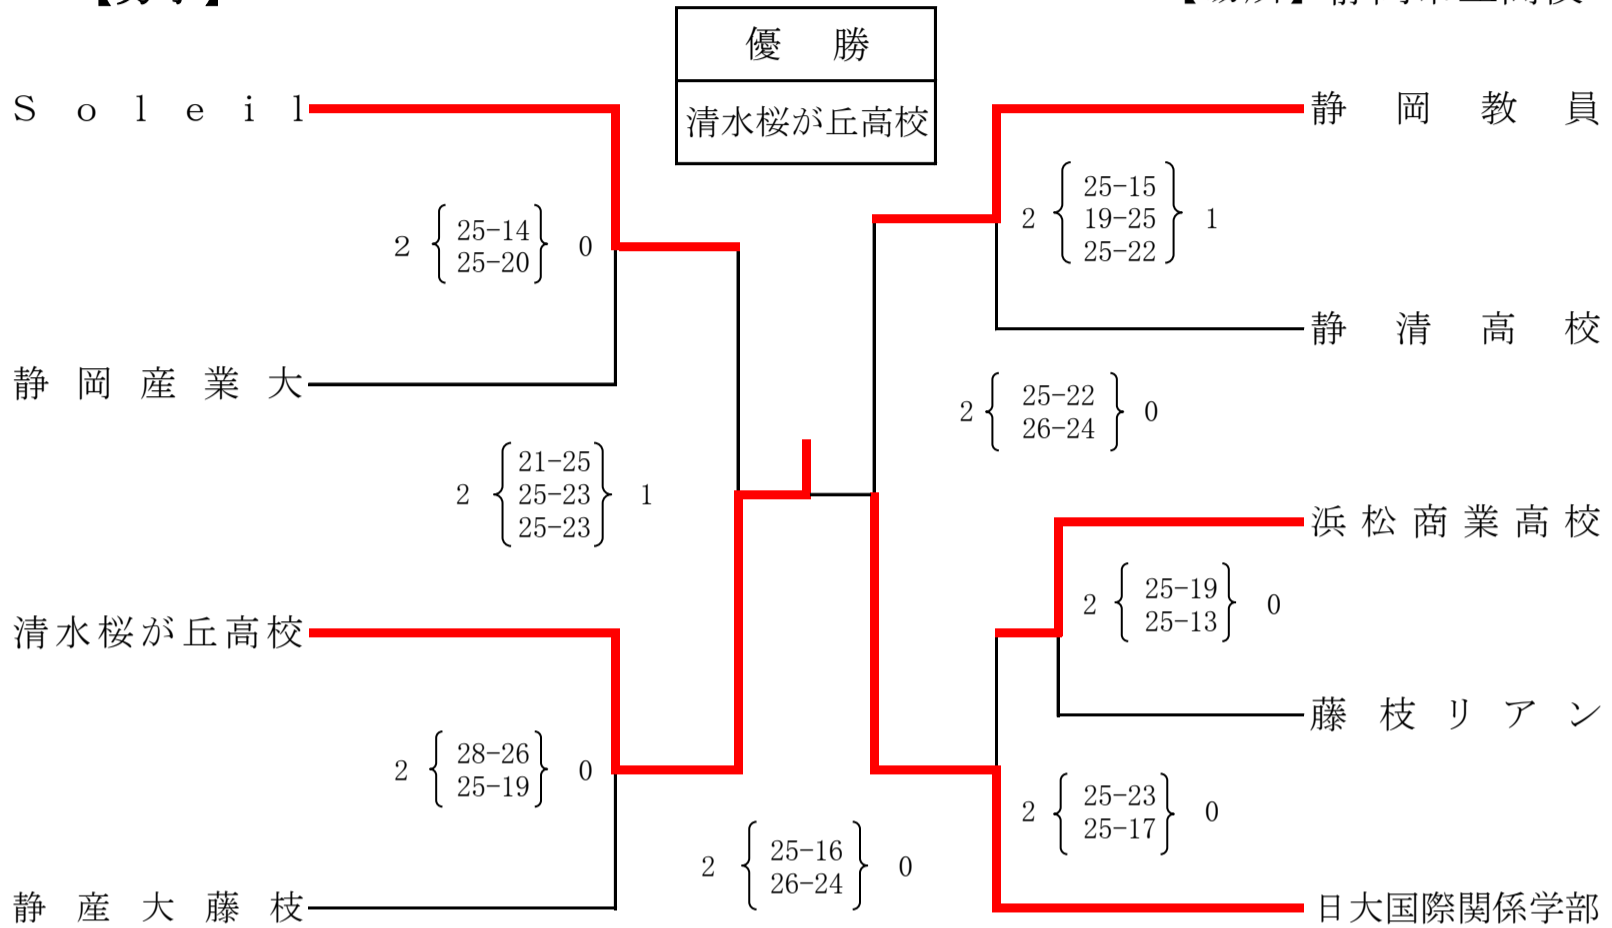 優 勝
清水桜が丘高校
Soleil
静岡教員
25-15
2 19-25 1
25-22
25-14
2 0
25-20
静清高校
静岡産業大
25-22
2 0
26-24
21-25
2 25-23 1
25-23
浜松商業高校
25-19
2 0
25-13
清水桜が丘高校
藤枝リアン
28-26
2 0
25-19
25-23
2 0
25-17
25-16
2 0
26-24
静産大藤枝
日大国際関係学部